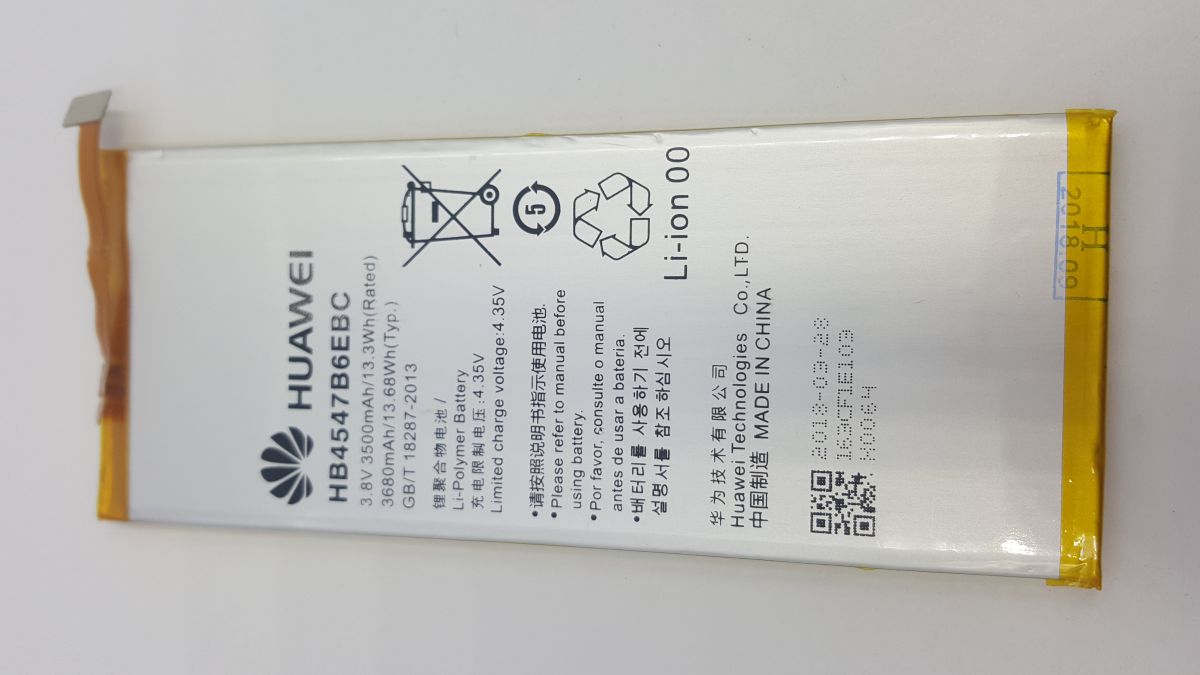 HUAWEI
HB4547B6EBC
3.8V 3500mAh/13.3Wh(Rated)
3680mAh/13.68Wh(Typ.)
GB/T 18287-2013
锂聚合物电池 /
Li-Polymer Battery
充电限制电压:4.35V
Limited charge voltage:4.35V
5
•请按照说明书指示使用电池.
•Please refer to manual before
using battery.
•Por favor, consulte o manual
antes de usar a bateria.
•배터리를 사용하기 전에
설명서를 참조하십시오
Li-ion 00
华为技术有限公司
Huawei Technologies Co.,LTD.
中国制造 MADE IN CHINA
2018-03-28
163CF1E103
W0084
H
2018.09